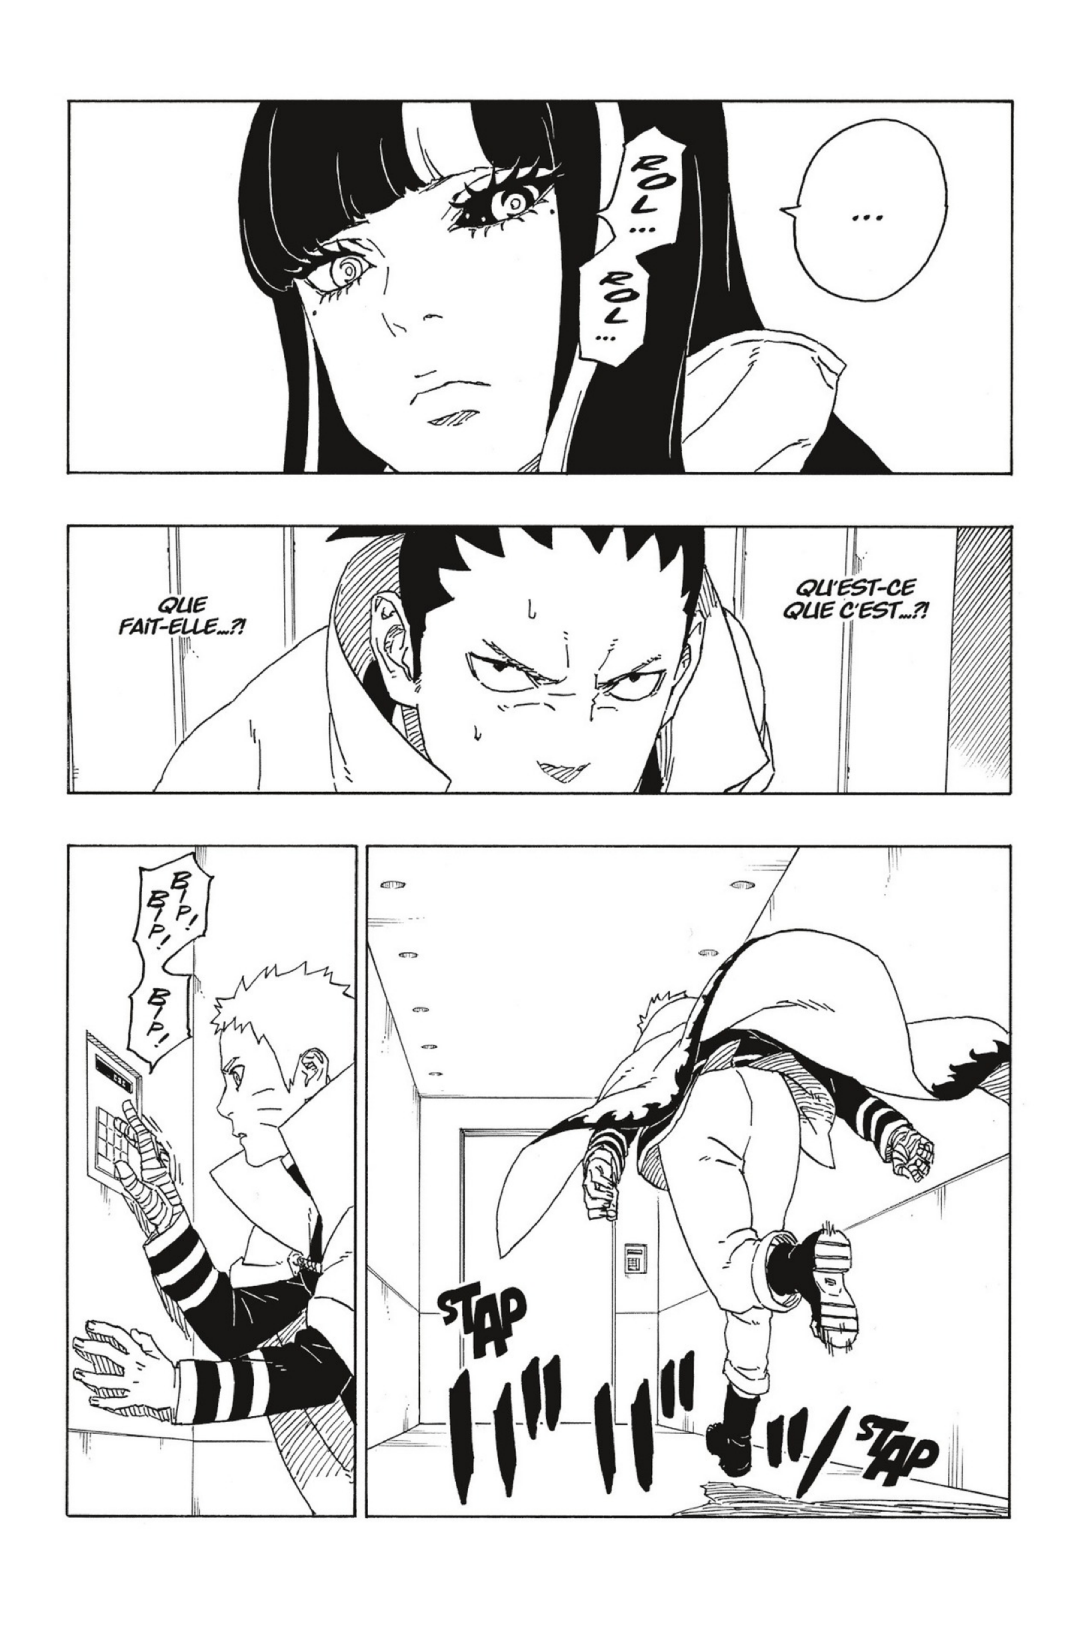 ...
ROL...
ROL...
QU'EST-CE
QUE C'EST...?!
QUE
FAIT-ELLE...?!
STAP
STAP
BIP!
BIP!
BIP!